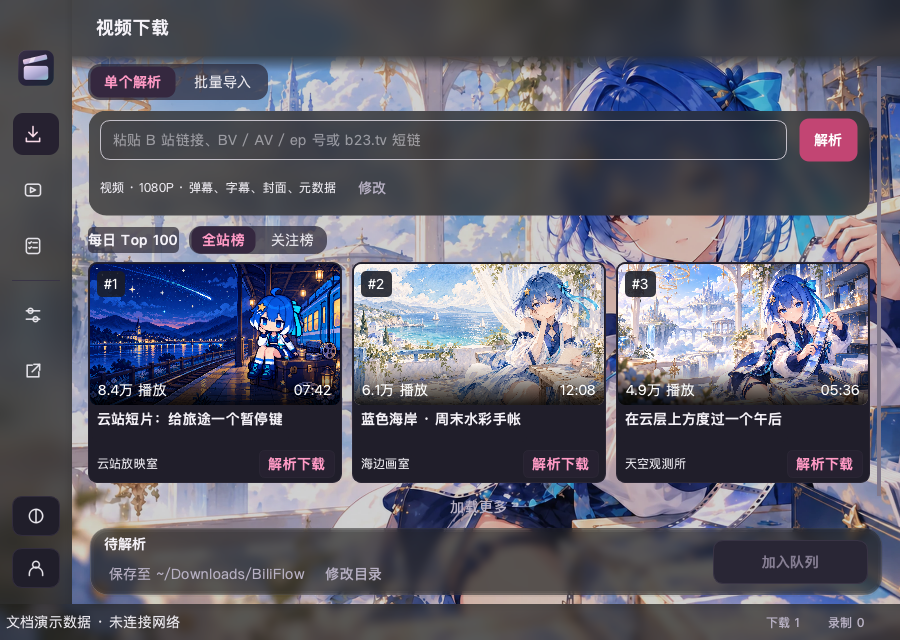 视频下载
单个解析 批量导入
粘贴 B 站链接、BV / AV / ep 号或 b23.tv 短链 解析
视频 · 1080P · 弹幕、字幕、封面、元数据 修改
每日 Top 100 全站榜 关注榜
#1 #2 #3
8.4万 播放 07:42 6.1万 播放 12:08 4.9万 播放 05:36
云站短片：给旅途一个暂停键 蓝色海岸 · 周末水彩手帐 在云层上方度过一个午后
云站放映室 解析下载 海边画室 解析下载 天空观测所 解析下载
加载更多
待解析
保存至 ~/Downloads/BiliFlow 修改目录 加入队列
文档演示数据 · 未连接网络 下载 1 录制 0